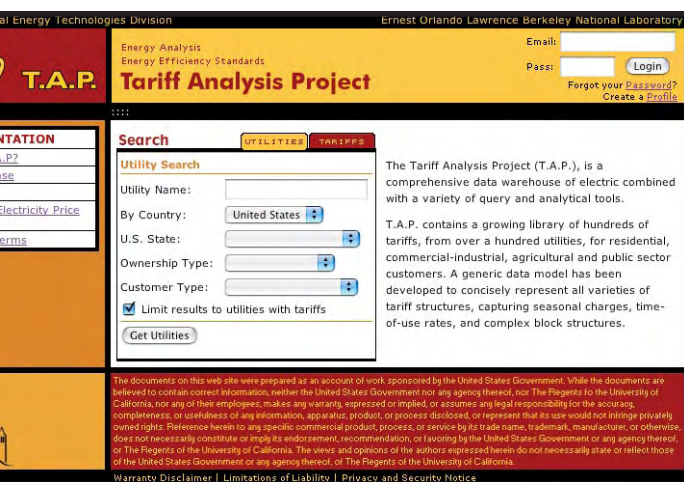 al Energy Technologies Division
Ernest Orlando Lawrence Berkeley National Laboratory
T.A.P.
Energy Analysis
Energy Efficiency Standards
Tariff Analysis Project
Email:
Pass:
Login
Forgot your Password?
Create a Profile
::::
NTATION
.P?
se
Electricity Price
erms
Search
UTILITIES
TARIFFS
Utility Search
Utility Name:
By Country: United States
U.S. State:
Ownership Type:
Customer Type:
Limit results to utilities with tariffs
Get Utilities
The Tariff Analysis Project (T.A.P.), is a
comprehensive data warehouse of electric combined
with a variety of query and analytical tools.
T.A.P. contains a growing library of hundreds of
tariffs, from over a hundred utilities, for residential,
commercial-industrial, agricultural and public sector
customers. A generic data model has been
developed to concisely represent all varieties of
tariff structures, capturing seasonal charges, time-
of-use rates, and complex block structures.
The documents on this web site were prepared as an account of work sponsored by the United States Government. While the documents are
believed to contain correct information, neither the United States Government nor any agency thereof, nor The Regents fo the University of
California, nor any of their employees, makes any warranty, expressed or implied, or assumes any legal responsibility for the accuracy,
completeness, or usefulness of any information, apparatus, product, or process disclosed, or represent that its use would not infringe privately
owned rights. Reference herein to any specific commercial product, process, or service by its trade name, trademark, manufacturer, or otherwise,
does not necessarily constitute or imply its endorsement, recommendation, or favoring by the United States Government or any agency thereof,
or The Regents of the University of California. The views and opinions of the authors expressed herein do not necessarily state or reflect those
of the United States Government or any agency thereof, of The Regents of the University of California.
Warranty Disclaimer | Limitations of Liability | Privacy and Security Notice